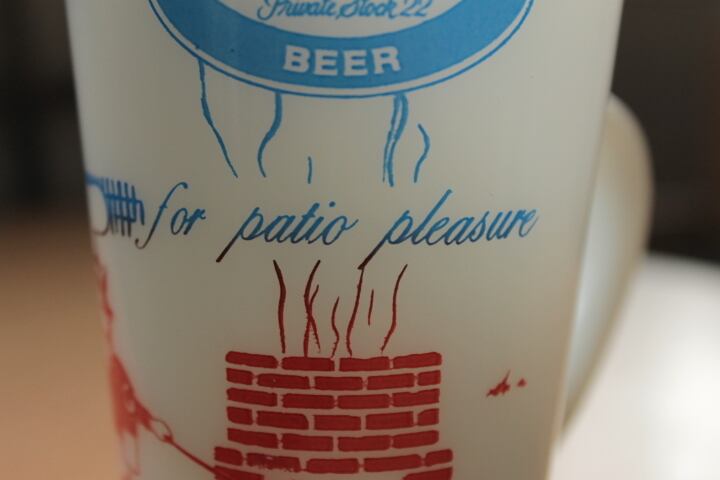 Private Stock 22
BEER
for patio pleasure